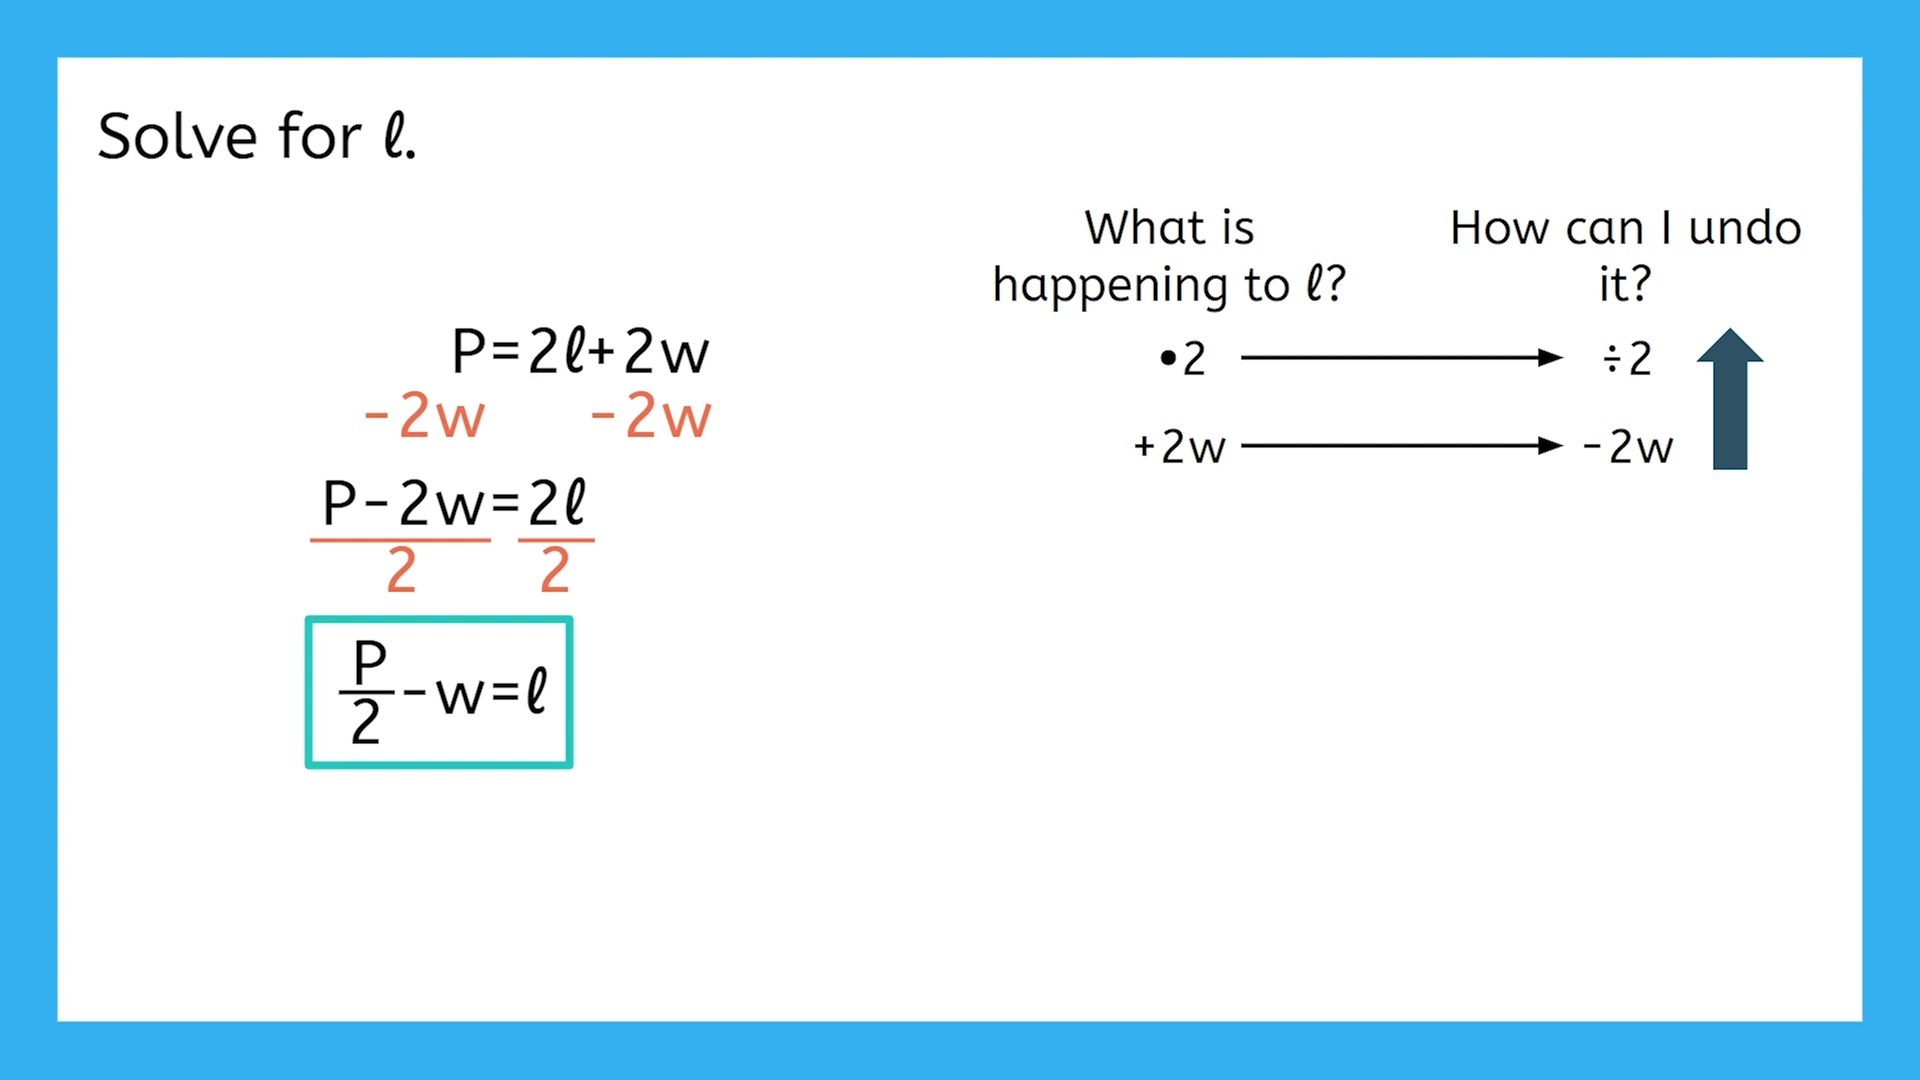 Solve for ℓ.
What is happening to ℓ?
How can I undo it?
P=2ℓ+2w
-2w -2w
P-2w=2ℓ
2 2
P/2-w=ℓ
•2 ÷2
+2w -2w